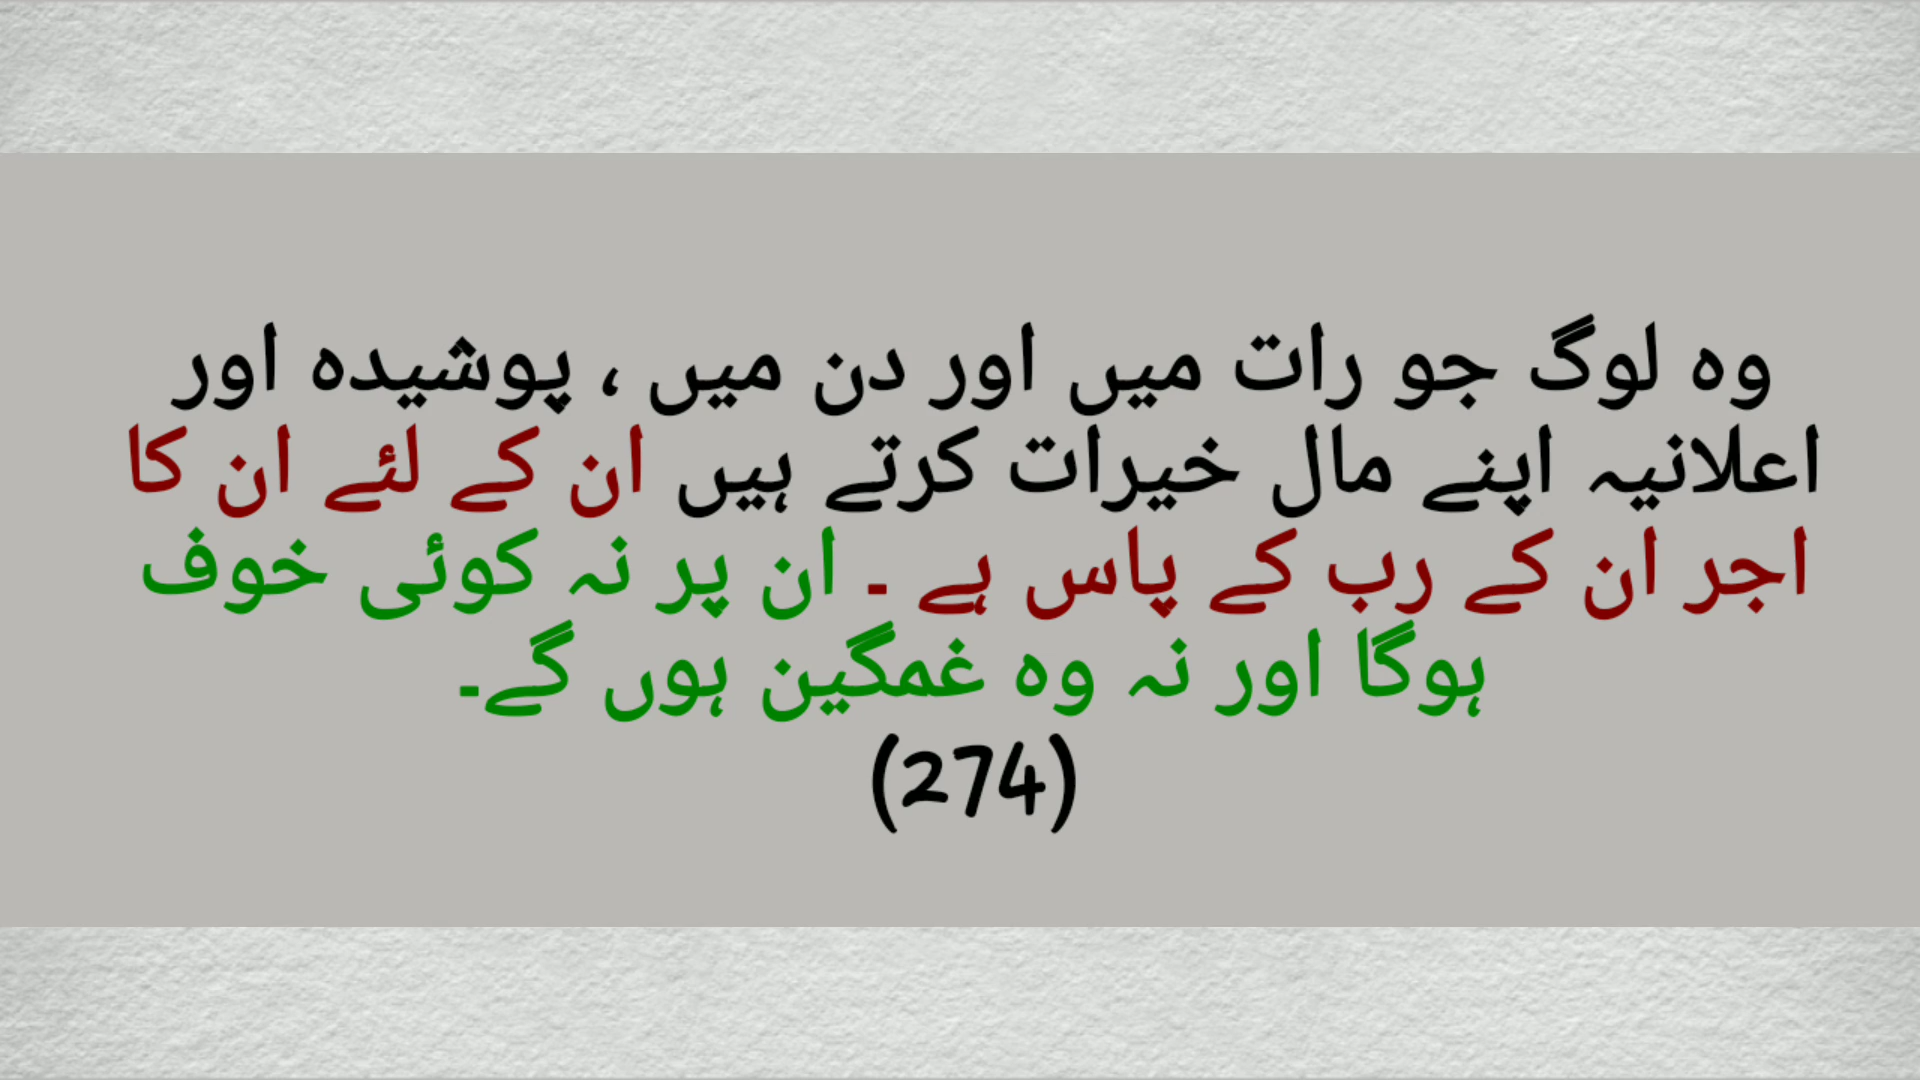 وہ لوگ جو رات میں اور دن میں ، پوشیدہ اور
اعلانیہ اپنے مال خیرات کرتے ہیں ان کے لئے ان کا
اجر ان کے رب کے پاس ہے ۔ ان پر نہ کوئی خوف
ہوگا اور نہ وہ غمگین ہوں گے۔
(274)